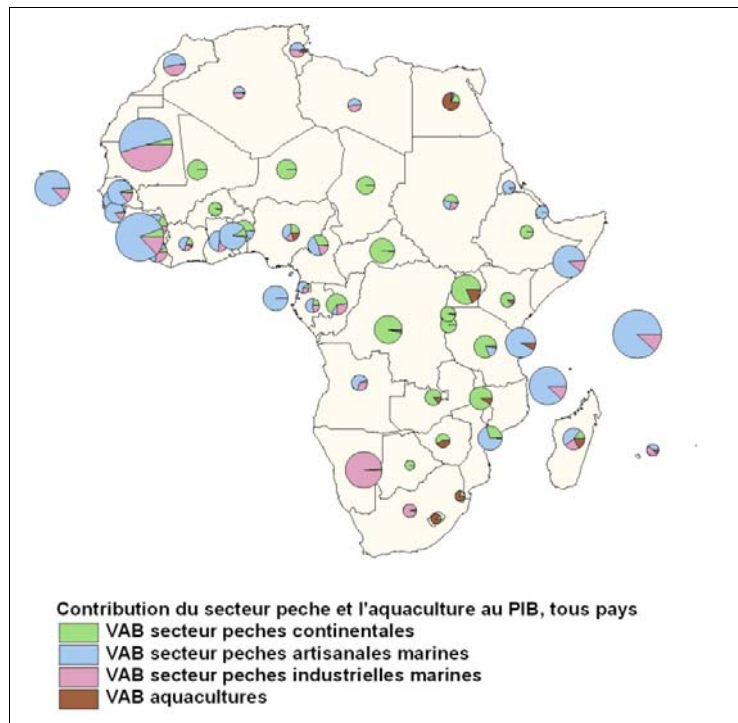 Contribution du secteur peche et l'aquaculture au PIB, tous pays
VAB secteur peches continentales
VAB secteur peches artisanales marines
VAB secteur peches industrielles marines
VAB aquacultures